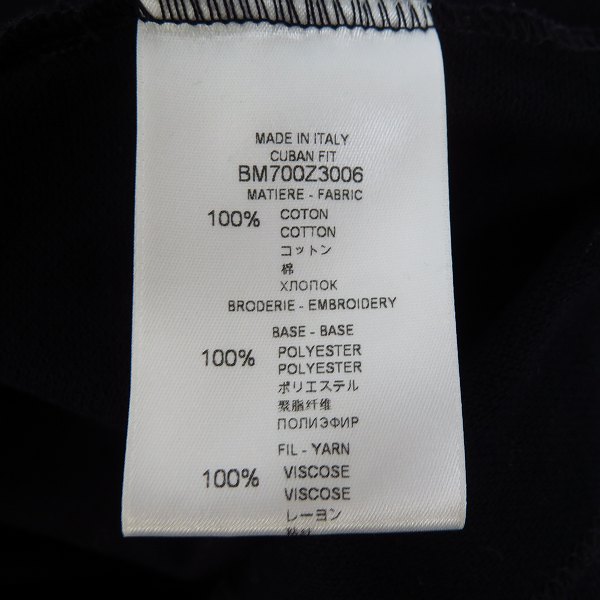 MADE IN ITALY
CUBAN FIT
BM700Z3006
MATIERE - FABRIC
100% COTON
COTTON
コットン
棉
ХЛОПОК
BRODERIE - EMBROIDERY
BASE - BASE
100% POLYESTER
POLYESTER
ポリエステル
聚脂纤维
ПОЛИЭФИР
FIL - YARN
100% VISCOSE
VISCOSE
レーヨン